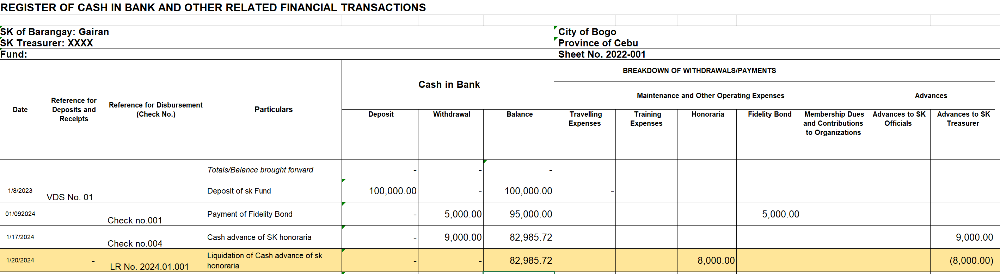 REGISTER OF CASH IN BANK AND OTHER RELATED FINANCIAL TRANSACTIONS
SK of Barangay: Gairan
City of Bogo
SK Treasurer: XXXX
Province of Cebu
Fund:
Sheet No. 2022-001
Date
Reference for
Deposits and
Receipts
Reference for Disbursement
(Check No.)
Particulars
Cash in Bank
BREAKDOWN OF WITHDRAWALS/PAYMENTS
Maintenance and Other Operating Expenses
Advances
Deposit
Withdrawal
Balance
Travelling
Expenses
Training
Expenses
Honoraria
Fidelity Bond
Membership Dues
and Contributions
to Organizations
Advances to SK
Officials
Advances to SK
Treasurer
Totals/Balance brought forward - - -
1/8/2023 VDS No. 01 Deposit of sk Fund 100,000.00 - 100,000.00 -
01/092024 Check no.001 Payment of Fidelity Bond - 5,000.00 95,000.00 5,000.00
1/17/2024 Check no.004 Cash advance of SK honoraria - 9,000.00 82,985.72 9,000.00
1/20/2024 - LR No. 2024.01.001 Liquidation of Cash advance of sk
honoraria - - 82,985.72 8,000.00 (8,000.00)